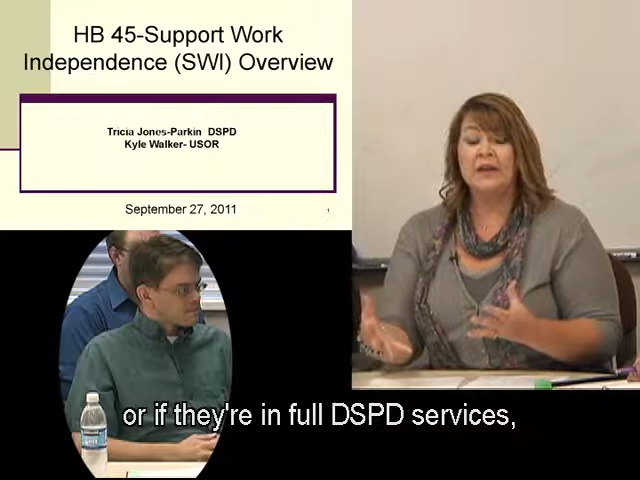 HB 45-Support Work
Independence (SWI) Overview
Tricia Jones-Parkin DSPD
Kyle Walker- USOR
September 27, 2011
1
or if they're in full DSPD services,